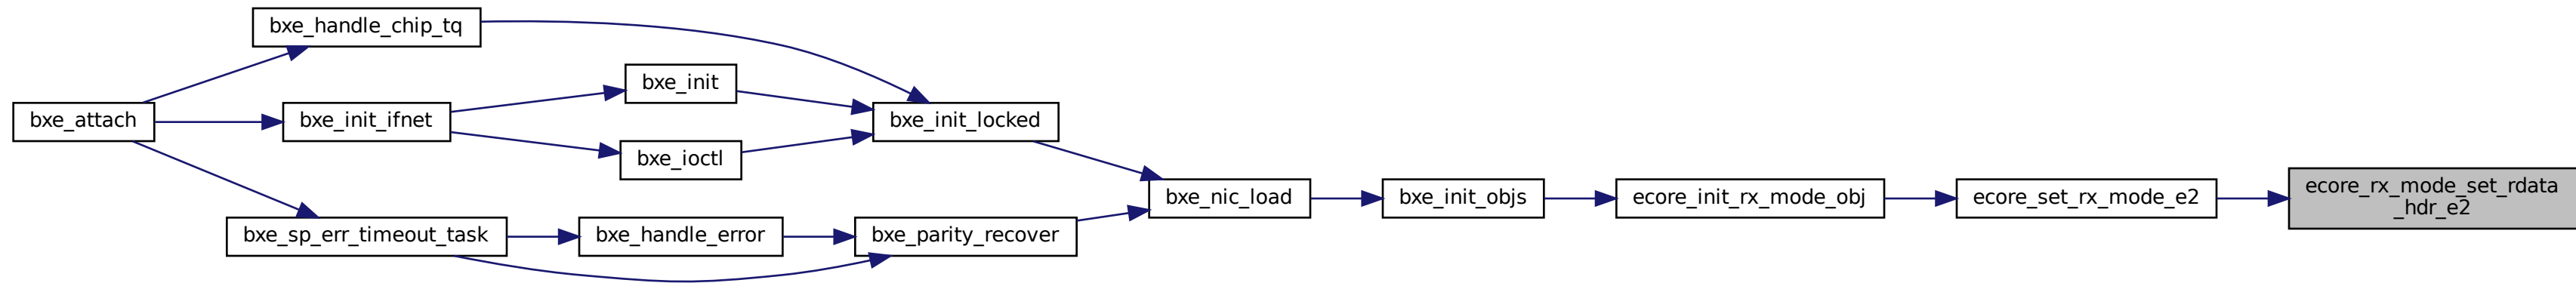 bxe_handle_chip_tq
bxe_init
bxe_attach
bxe_init_ifnet
bxe_init_locked
bxe_ioctl
bxe_nic_load
bxe_init_objs
ecore_init_rx_mode_obj
ecore_set_rx_mode_e2
ecore_rx_mode_set_rdata
_hdr_e2
bxe_sp_err_timeout_task
bxe_handle_error
bxe_parity_recover